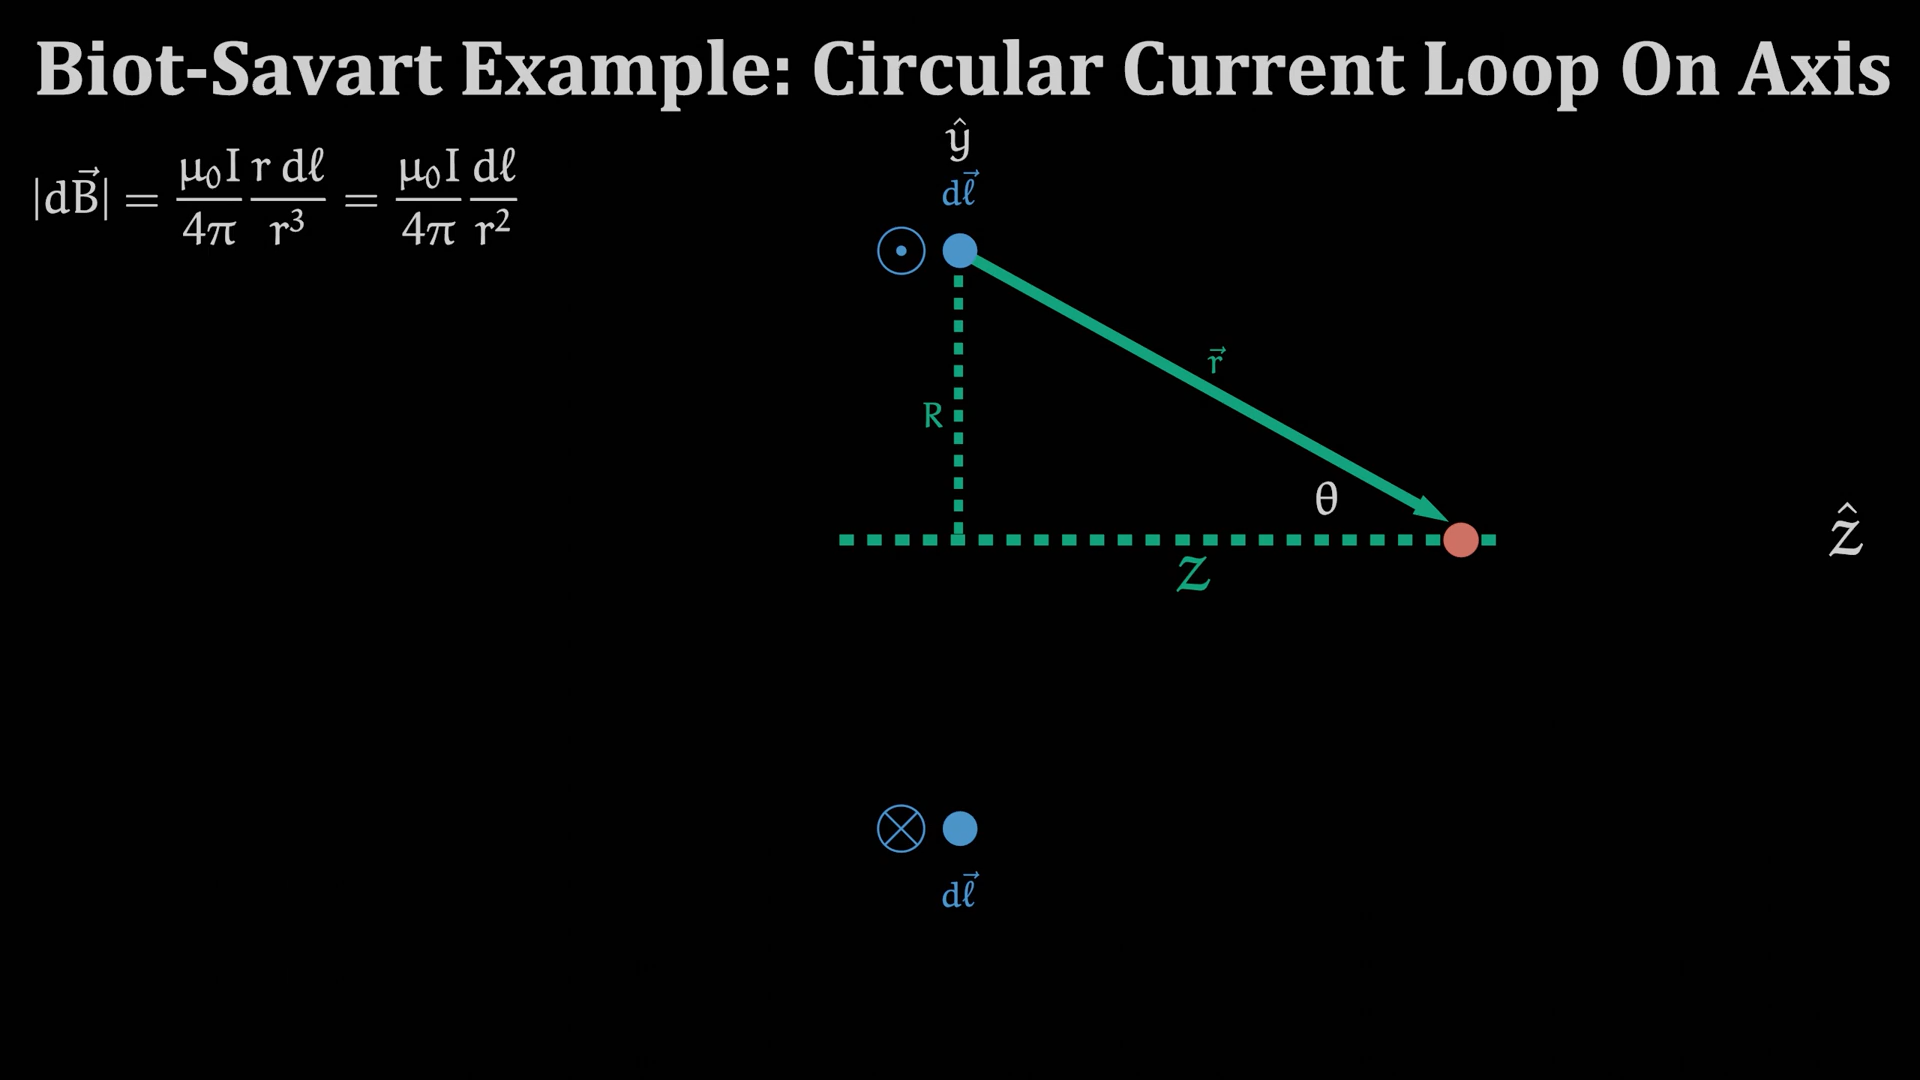 Biot-Savart Example: Circular Current Loop On Axis
|dB⃗| = μ₀I/4π r dℓ/r³ = μ₀I/4π dℓ/r²
ŷ
dℓ⃗
r⃗
R
θ
ẑ
z
dℓ⃗